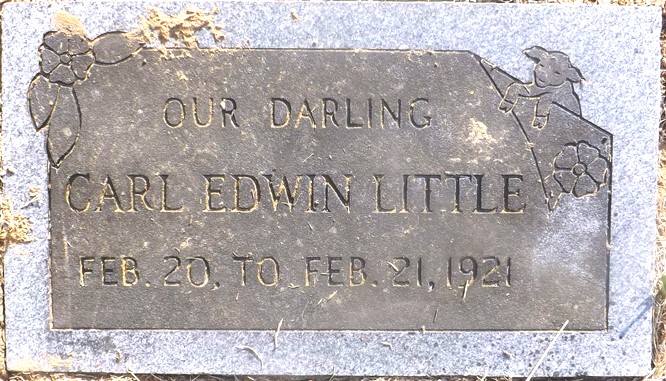 OUR DARLING
CARL EDWIN LITTLE
FEB. 20, TO FEB. 21, 1921